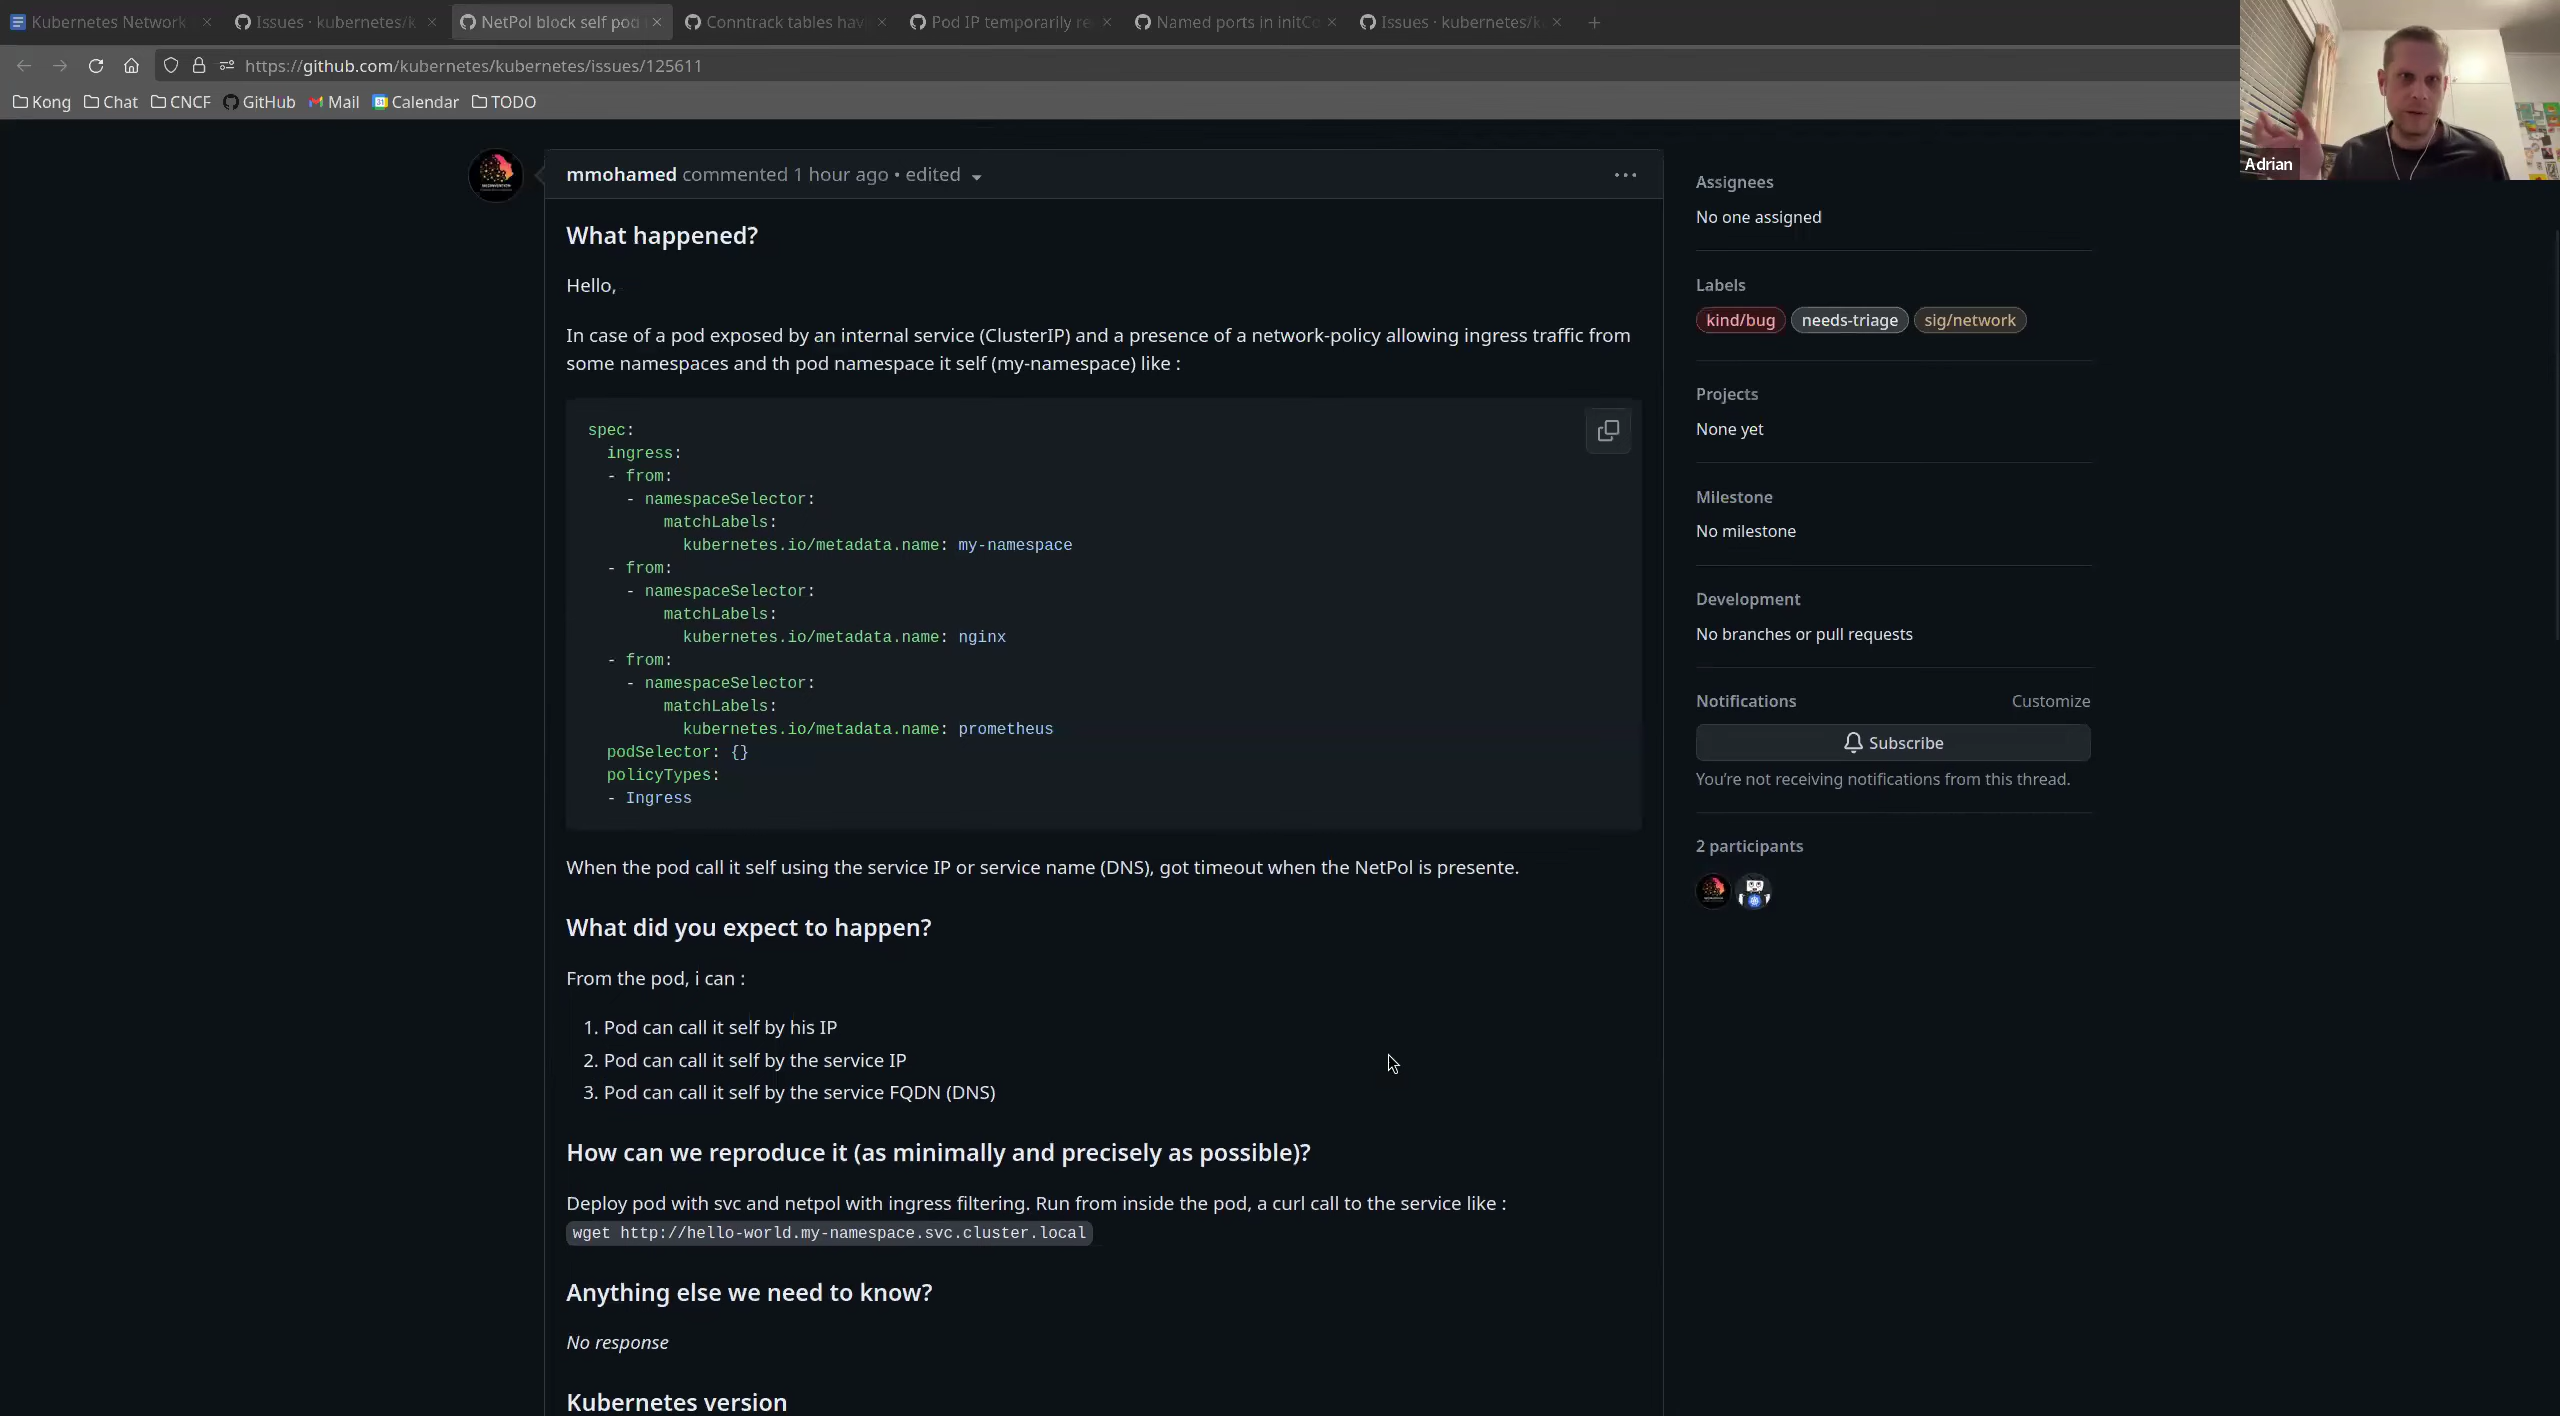 Kubernetes Network
Issues · kubernetes/k
NetPol block self pod
Conntrack tables hav
Pod IP temporarily re
Named ports in initCo
Issues · kubernetes/k
https://github.com/kubernetes/kubernetes/issues/125611
Kong
Chat
CNCF
GitHub
Mail
Calendar
TODO
Adrian
mmohamed commented 1 hour ago • edited
What happened?
Hello,
In case of a pod exposed by an internal service (ClusterIP) and a presence of a network-policy allowing ingress traffic from
some namespaces and th pod namespace it self (my-namespace) like :
spec:
ingress:
- from:
- namespaceSelector:
matchLabels:
kubernetes.io/metadata.name: my-namespace
- from:
- namespaceSelector:
matchLabels:
kubernetes.io/metadata.name: nginx
- from:
- namespaceSelector:
matchLabels:
kubernetes.io/metadata.name: prometheus
podSelector: {}
policyTypes:
- Ingress
When the pod call it self using the service IP or service name (DNS), got timeout when the NetPol is presente.
What did you expect to happen?
From the pod, i can :
1. Pod can call it self by his IP
2. Pod can call it self by the service IP
3. Pod can call it self by the service FQDN (DNS)
How can we reproduce it (as minimally and precisely as possible)?
Deploy pod with svc and netpol with ingress filtering. Run from inside the pod, a curl call to the service like :
wget http://hello-world.my-namespace.svc.cluster.local
Anything else we need to know?
No response
Kubernetes version
Assignees
No one assigned
Labels
kind/bug
needs-triage
sig/network
Projects
None yet
Milestone
No milestone
Development
No branches or pull requests
Notifications
Customize
Subscribe
You're not receiving notifications from this thread.
2 participants